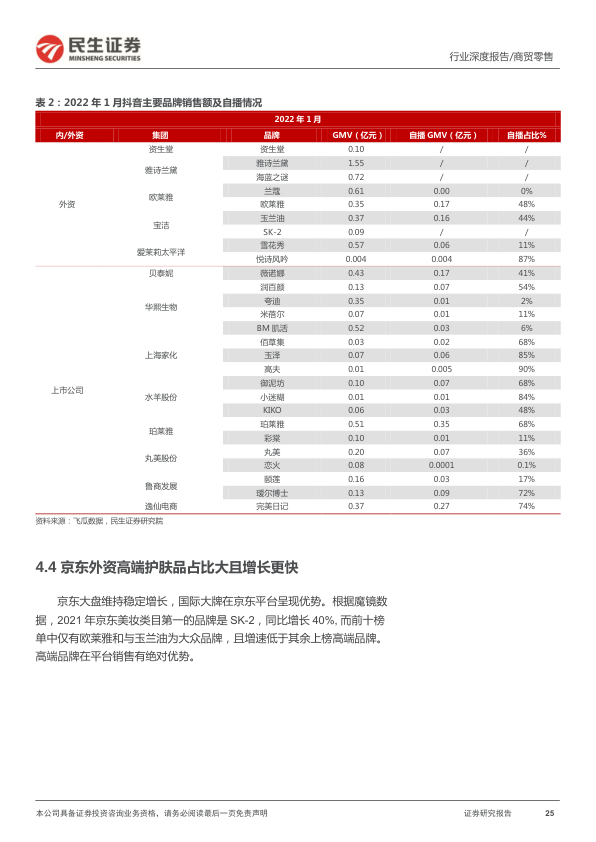 民生证券
MINSHENG SECURITIES
行业深度报告/商贸零售
表 2：2022 年 1 月抖音主要品牌销售额及自播情况
2022 年 1 月
内/外资 集团 品牌 GMV（亿元） 自播 GMV（亿元） 自播占比%
外资 资生堂 资生堂 0.10 / /
雅诗兰黛 雅诗兰黛 1.55 / /
海蓝之谜 0.72 / /
欧莱雅 兰蔻 0.61 0.00 0%
欧莱雅 0.35 0.17 48%
宝洁 玉兰油 0.37 0.16 44%
SK-2 0.09 / /
爱茉莉太平洋 雪花秀 0.57 0.06 11%
悦诗风吟 0.004 0.004 87%
上市公司 贝泰妮 薇诺娜 0.43 0.17 41%
华熙生物 润百颜 0.13 0.07 54%
夸迪 0.35 0.01 2%
米蓓尔 0.07 0.01 11%
BM 肌活 0.52 0.03 6%
上海家化 佰草集 0.03 0.02 68%
玉泽 0.07 0.06 85%
高夫 0.01 0.005 90%
水羊股份 御泥坊 0.10 0.07 68%
小迷糊 0.01 0.01 84%
KIKO 0.06 0.03 48%
珀莱雅 珀莱雅 0.51 0.35 68%
彩棠 0.10 0.01 11%
丸美股份 丸美 0.20 0.07 36%
恋火 0.08 0.0001 0.1%
鲁商发展 颐莲 0.16 0.03 17%
瑷尔博士 0.13 0.09 72%
逸仙电商 完美日记 0.37 0.27 74%
资料来源：飞瓜数据，民生证券研究院
4.4 京东外资高端护肤品占比大且增长更快
京东大盘维持稳定增长，国际大牌在京东平台呈现优势。根据魔镜数
据，2021 年京东美妆类目第一的品牌是 SK-2，同比增长 40%, 而前十榜
单中仅有欧莱雅和与玉兰油为大众品牌，且增速低于其余上榜高端品牌。
高端品牌在平台销售有绝对优势。
本公司具备证券投资咨询业务资格，请务必阅读最后一页免责声明 证券研究报告 25